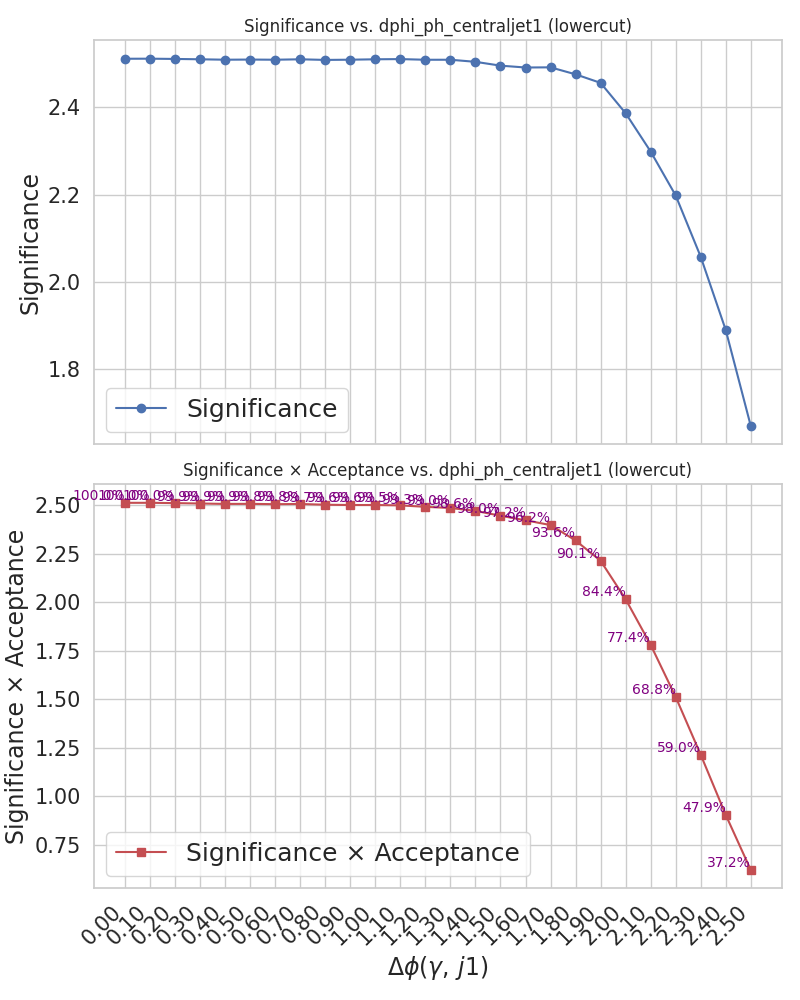 Significance vs. dphi_ph_centraljet1 (lowercut)
Significance
2.4
2.2
2.0
1.8
Significance
Significance × Acceptance vs. dphi_ph_centraljet1 (lowercut)
Significance × Acceptance
2.50
2.25
2.00
1.75
1.50
1.25
1.00
0.75
97.2%
96.2%
93.6%
90.1%
84.4%
77.4%
68.8%
59.0%
47.9%
37.2%
Significance × Acceptance
0.00 0.10 0.20 0.30 0.40 0.50 0.60 0.70 0.80 0.90 1.00 1.10 1.20 1.30 1.40 1.50 1.60 1.70 1.80 1.90 2.00 2.10 2.20 2.30 2.40 2.50
Δϕ(γ, j1)